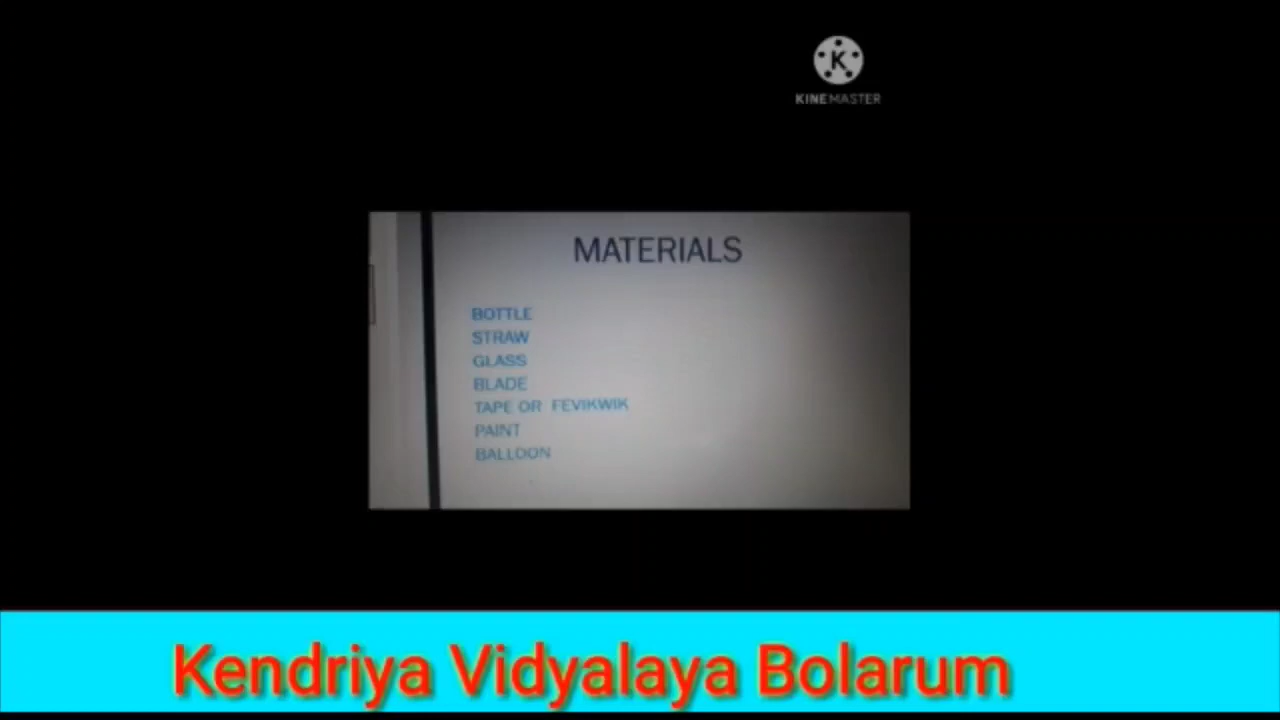 K
KINEMASTER
MATERIALS
BOTTLE
STRAW
GLASS
BLADE
TAPE OR FEVIKWIK
PAINT
BALLOON
Kendriya Vidyalaya Bolarum